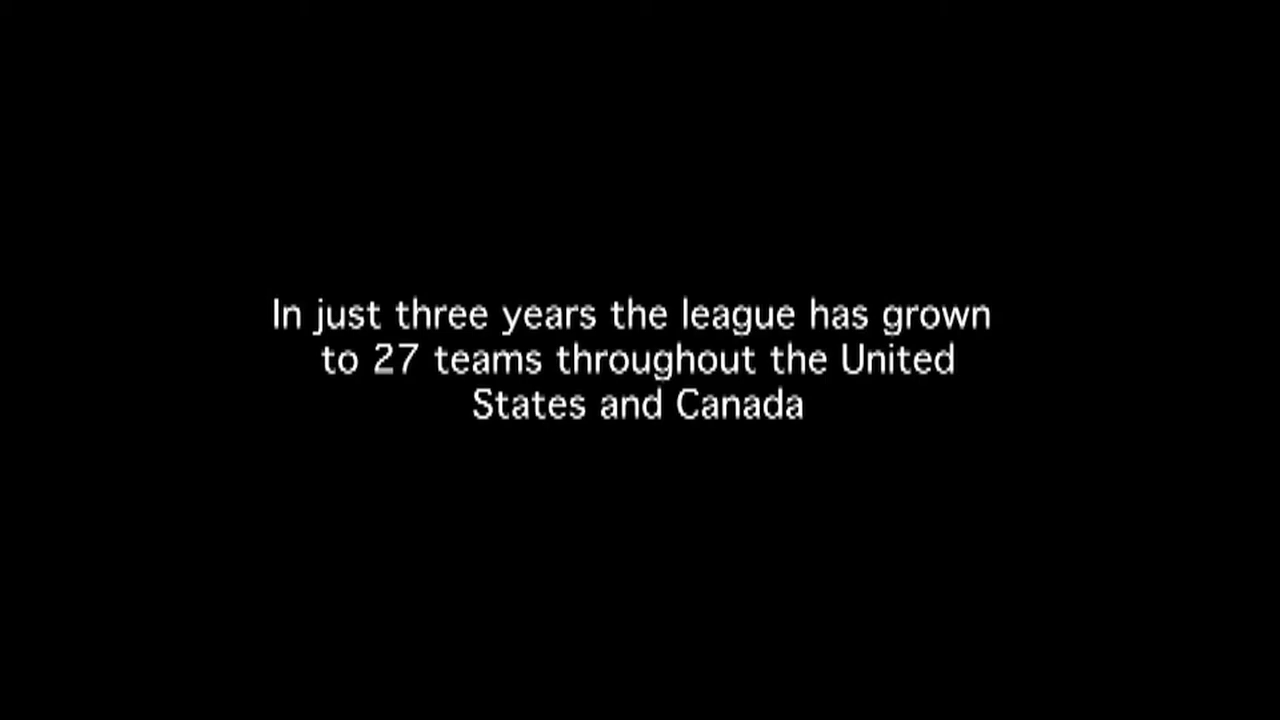 In just three years the league has grown
to 27 teams throughout the United
States and Canada